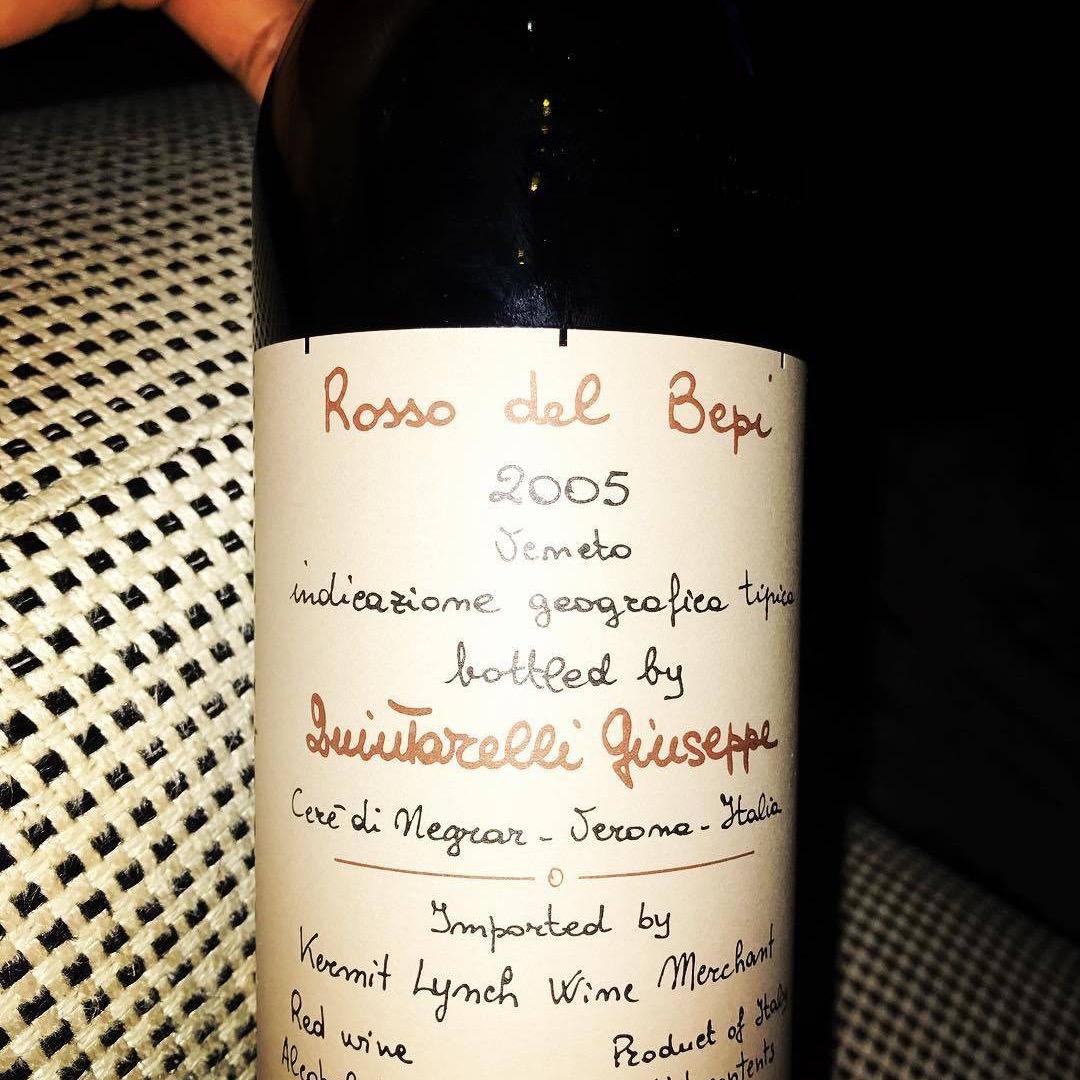 Rosso del Bepi
2005
Veneto
indicazione geografica tipica
bottled by
Quintarelli Giuseppe
Cerè di Negrar - Verona - Italia
Imported by
Kermit Lynch Wine Merchant
Red wine Product of Italy
contents